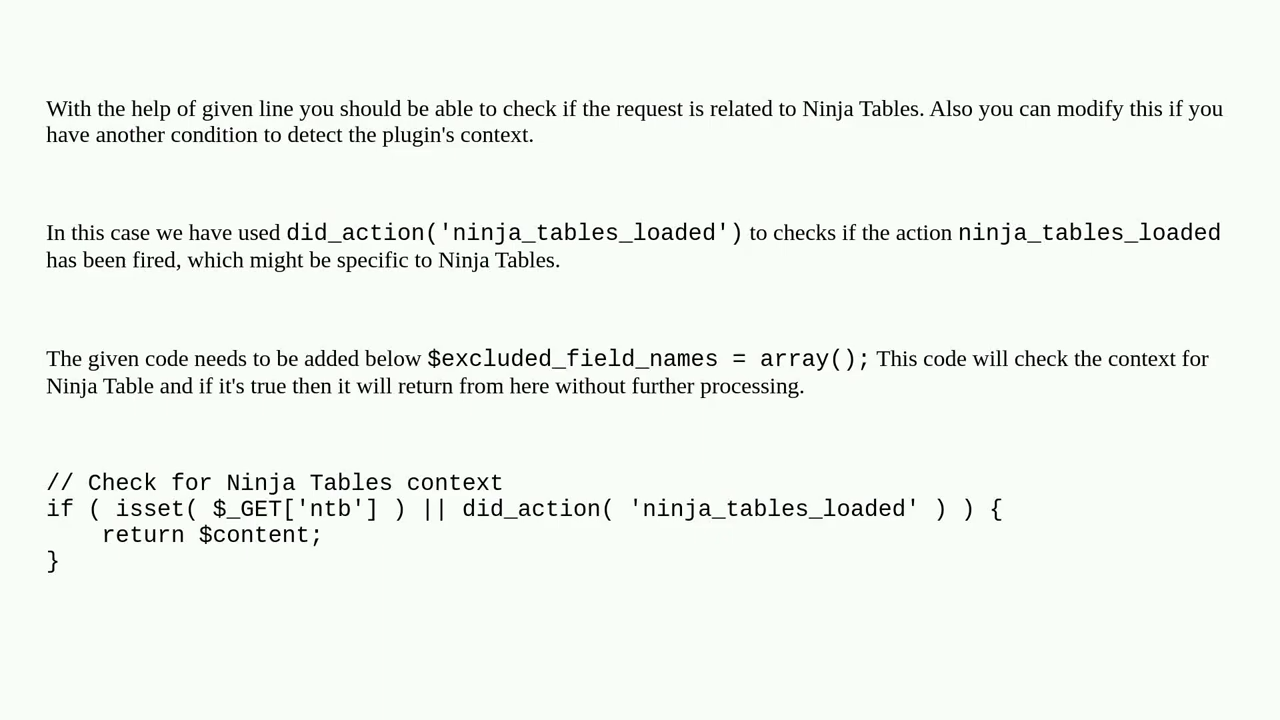 With the help of given line you should be able to check if the request is related to Ninja Tables. Also you can modify this if you
have another condition to detect the plugin's context.
In this case we have used did_action('ninja_tables_loaded') to checks if the action ninja_tables_loaded
has been fired, which might be specific to Ninja Tables.
The given code needs to be added below $excluded_field_names = array(); This code will check the context for
Ninja Table and if it's true then it will return from here without further processing.
// Check for Ninja Tables context
if ( isset( $_GET['ntb'] ) || did_action( 'ninja_tables_loaded' ) ) {
    return $content;
}